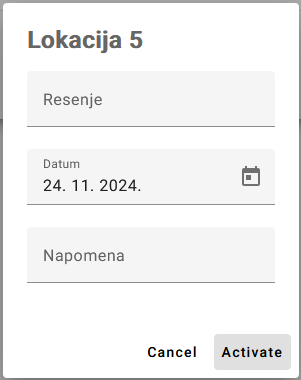 Lokacija 5
Resenje
Datum
24. 11. 2024.
Napomena
Cancel Activate